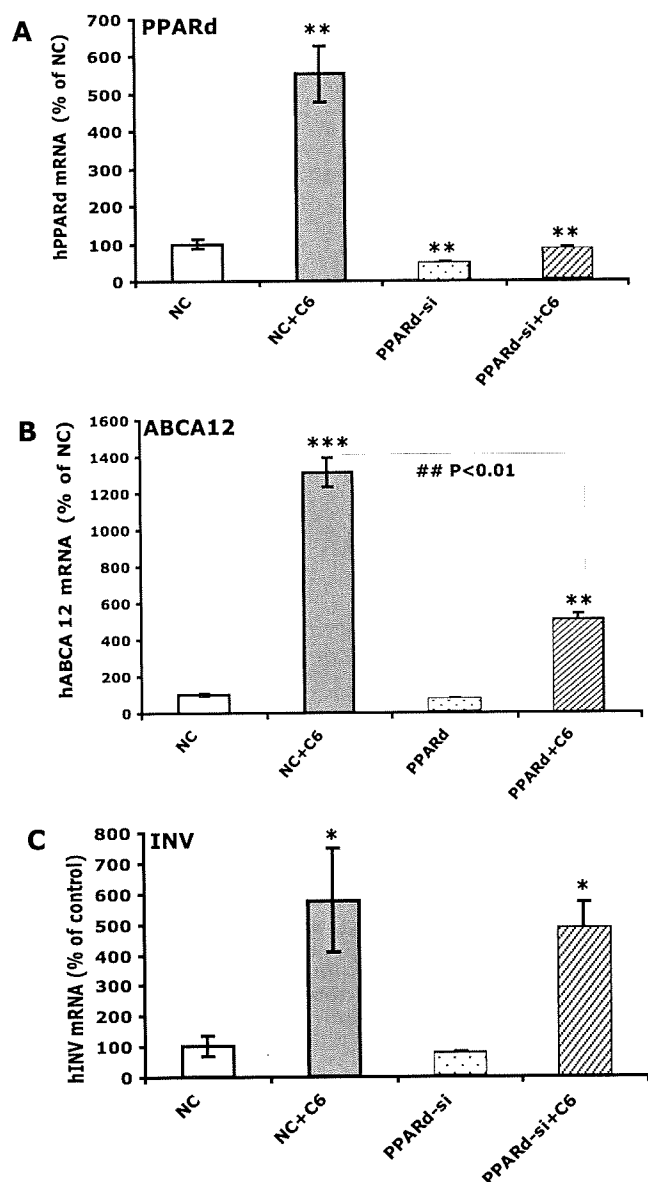 A
PPARd
hPPARd mRNA (% of NC)
700
600
500
400
300
200
100
0
**
**
**
NC
NC+C6
PPARd-si
PPARd-si+C6
B
ABCA12
hABCA 12 mRNA (% of NC)
1600
1400
1200
1000
800
600
400
200
0
***
## P<0.01
**
NC
NC+C6
PPARd
PPARd+C6
C
INV
hINV mRNA (% of control)
800
700
600
500
400
300
200
100
0
*
*
NC
NC+C6
PPARd-si
PPARd-si+C6